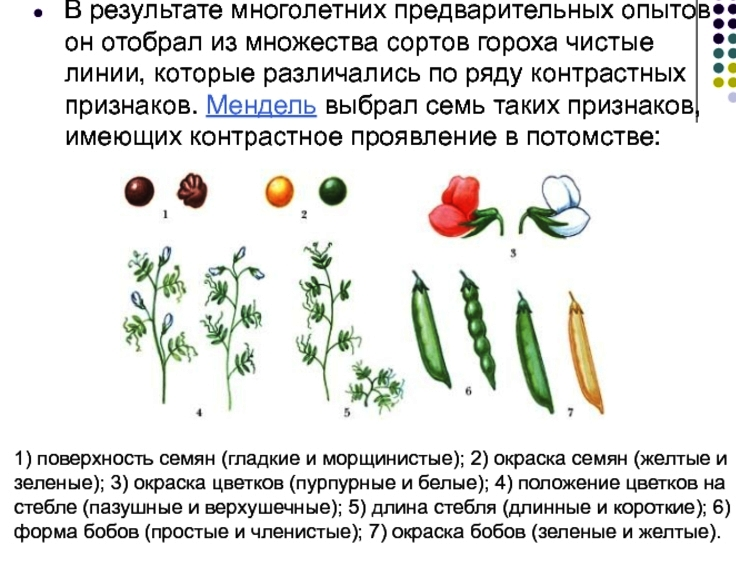 • В результате многолетних предварительных опытов
он отобрал из множества сортов гороха чистые
линии, которые различались по ряду контрастных
признаков. Мендель выбрал семь таких признаков,
имеющих контрастное проявление в потомстве:
1
2
3
4
5
6
7
1) поверхность семян (гладкие и морщинистые); 2) окраска семян (желтые и
зеленые); 3) окраска цветков (пурпурные и белые); 4) положение цветков на
стебле (пазушные и верхушечные); 5) длина стебля (длинные и короткие); 6)
форма бобов (простые и членистые); 7) окраска бобов (зеленые и желтые).